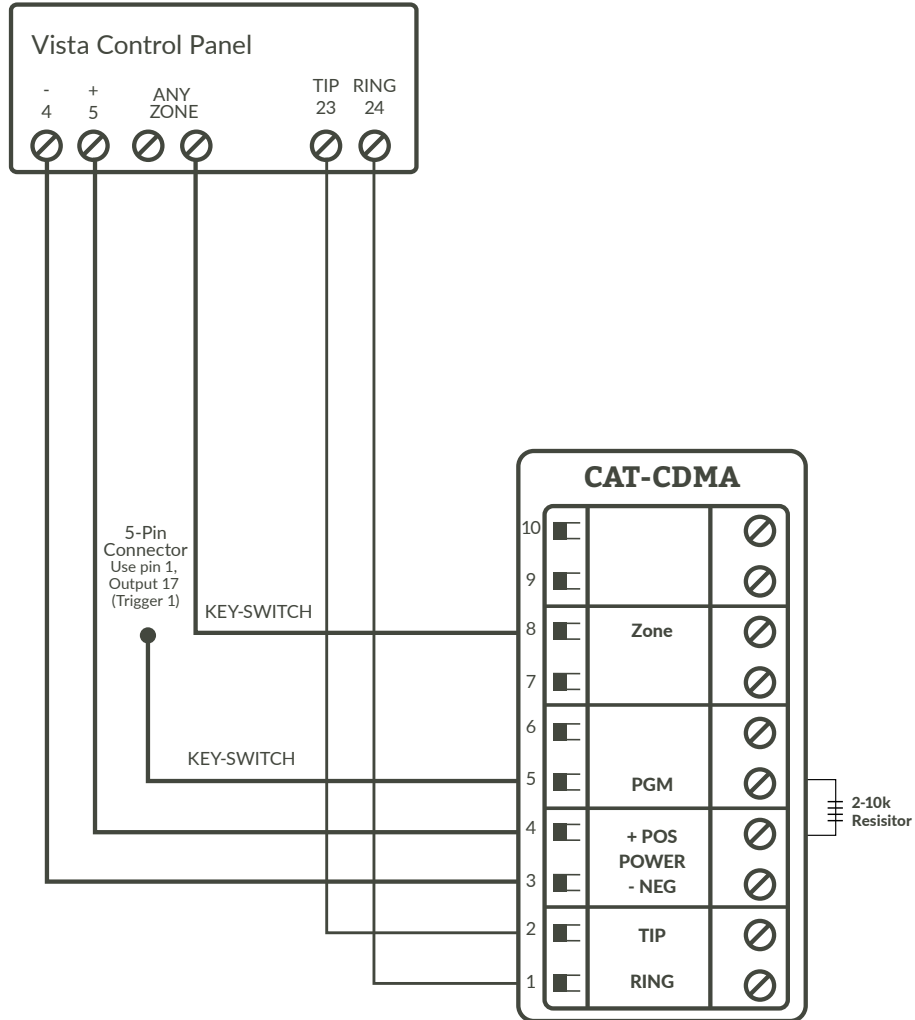 Vista Control Panel
- + ANY TIP RING
4 5 ZONE 23 24
CAT-CDMA
10
9
5-Pin
Connector
Use pin 1,
Output 17
(Trigger 1)
KEY-SWITCH
8 Zone
7
6
KEY-SWITCH
5 PGM
2-10k
Resisitor
4 + POS
POWER
3 - NEG
2 TIP
1 RING